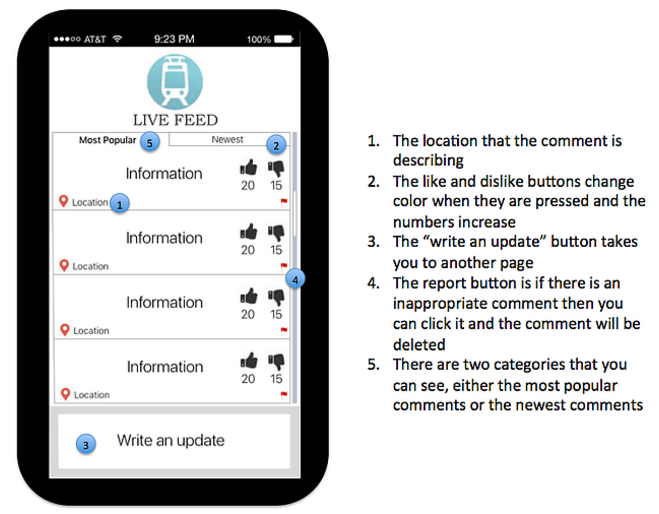 AT&T 9:23 PM 100%
LIVE FEED
Most Popular 5 Newest 2
Information
20 15
Location 1
Information
20 15
Location
4
Information
20 15
Location
Information
20 15
Location
3 Write an update
1. The location that the comment is
describing
2. The like and dislike buttons change
color when they are pressed and the
numbers increase
3. The “write an update” button takes
you to another page
4. The report button is if there is an
inappropriate comment then you
can click it and the comment will be
deleted
5. There are two categories that you
can see, either the most popular
comments or the newest comments